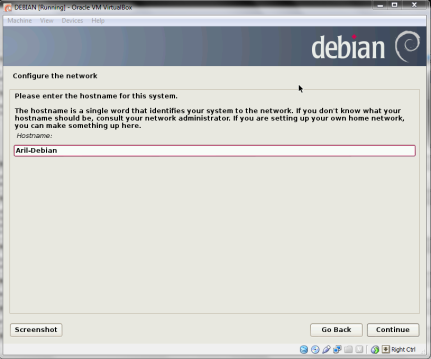 DEBIAN [Running] - Oracle VM VirtualBox
Machine View Devices Help
debian
Configure the network
Please enter the hostname for this system.
The hostname is a single word that identifies your system to the network. If you don't know what your
hostname should be, consult your network administrator. If you are setting up your own home network,
you can make something up here.
Hostname:
Aril-Debian
Screenshot
Go Back
Continue
Right Ctrl